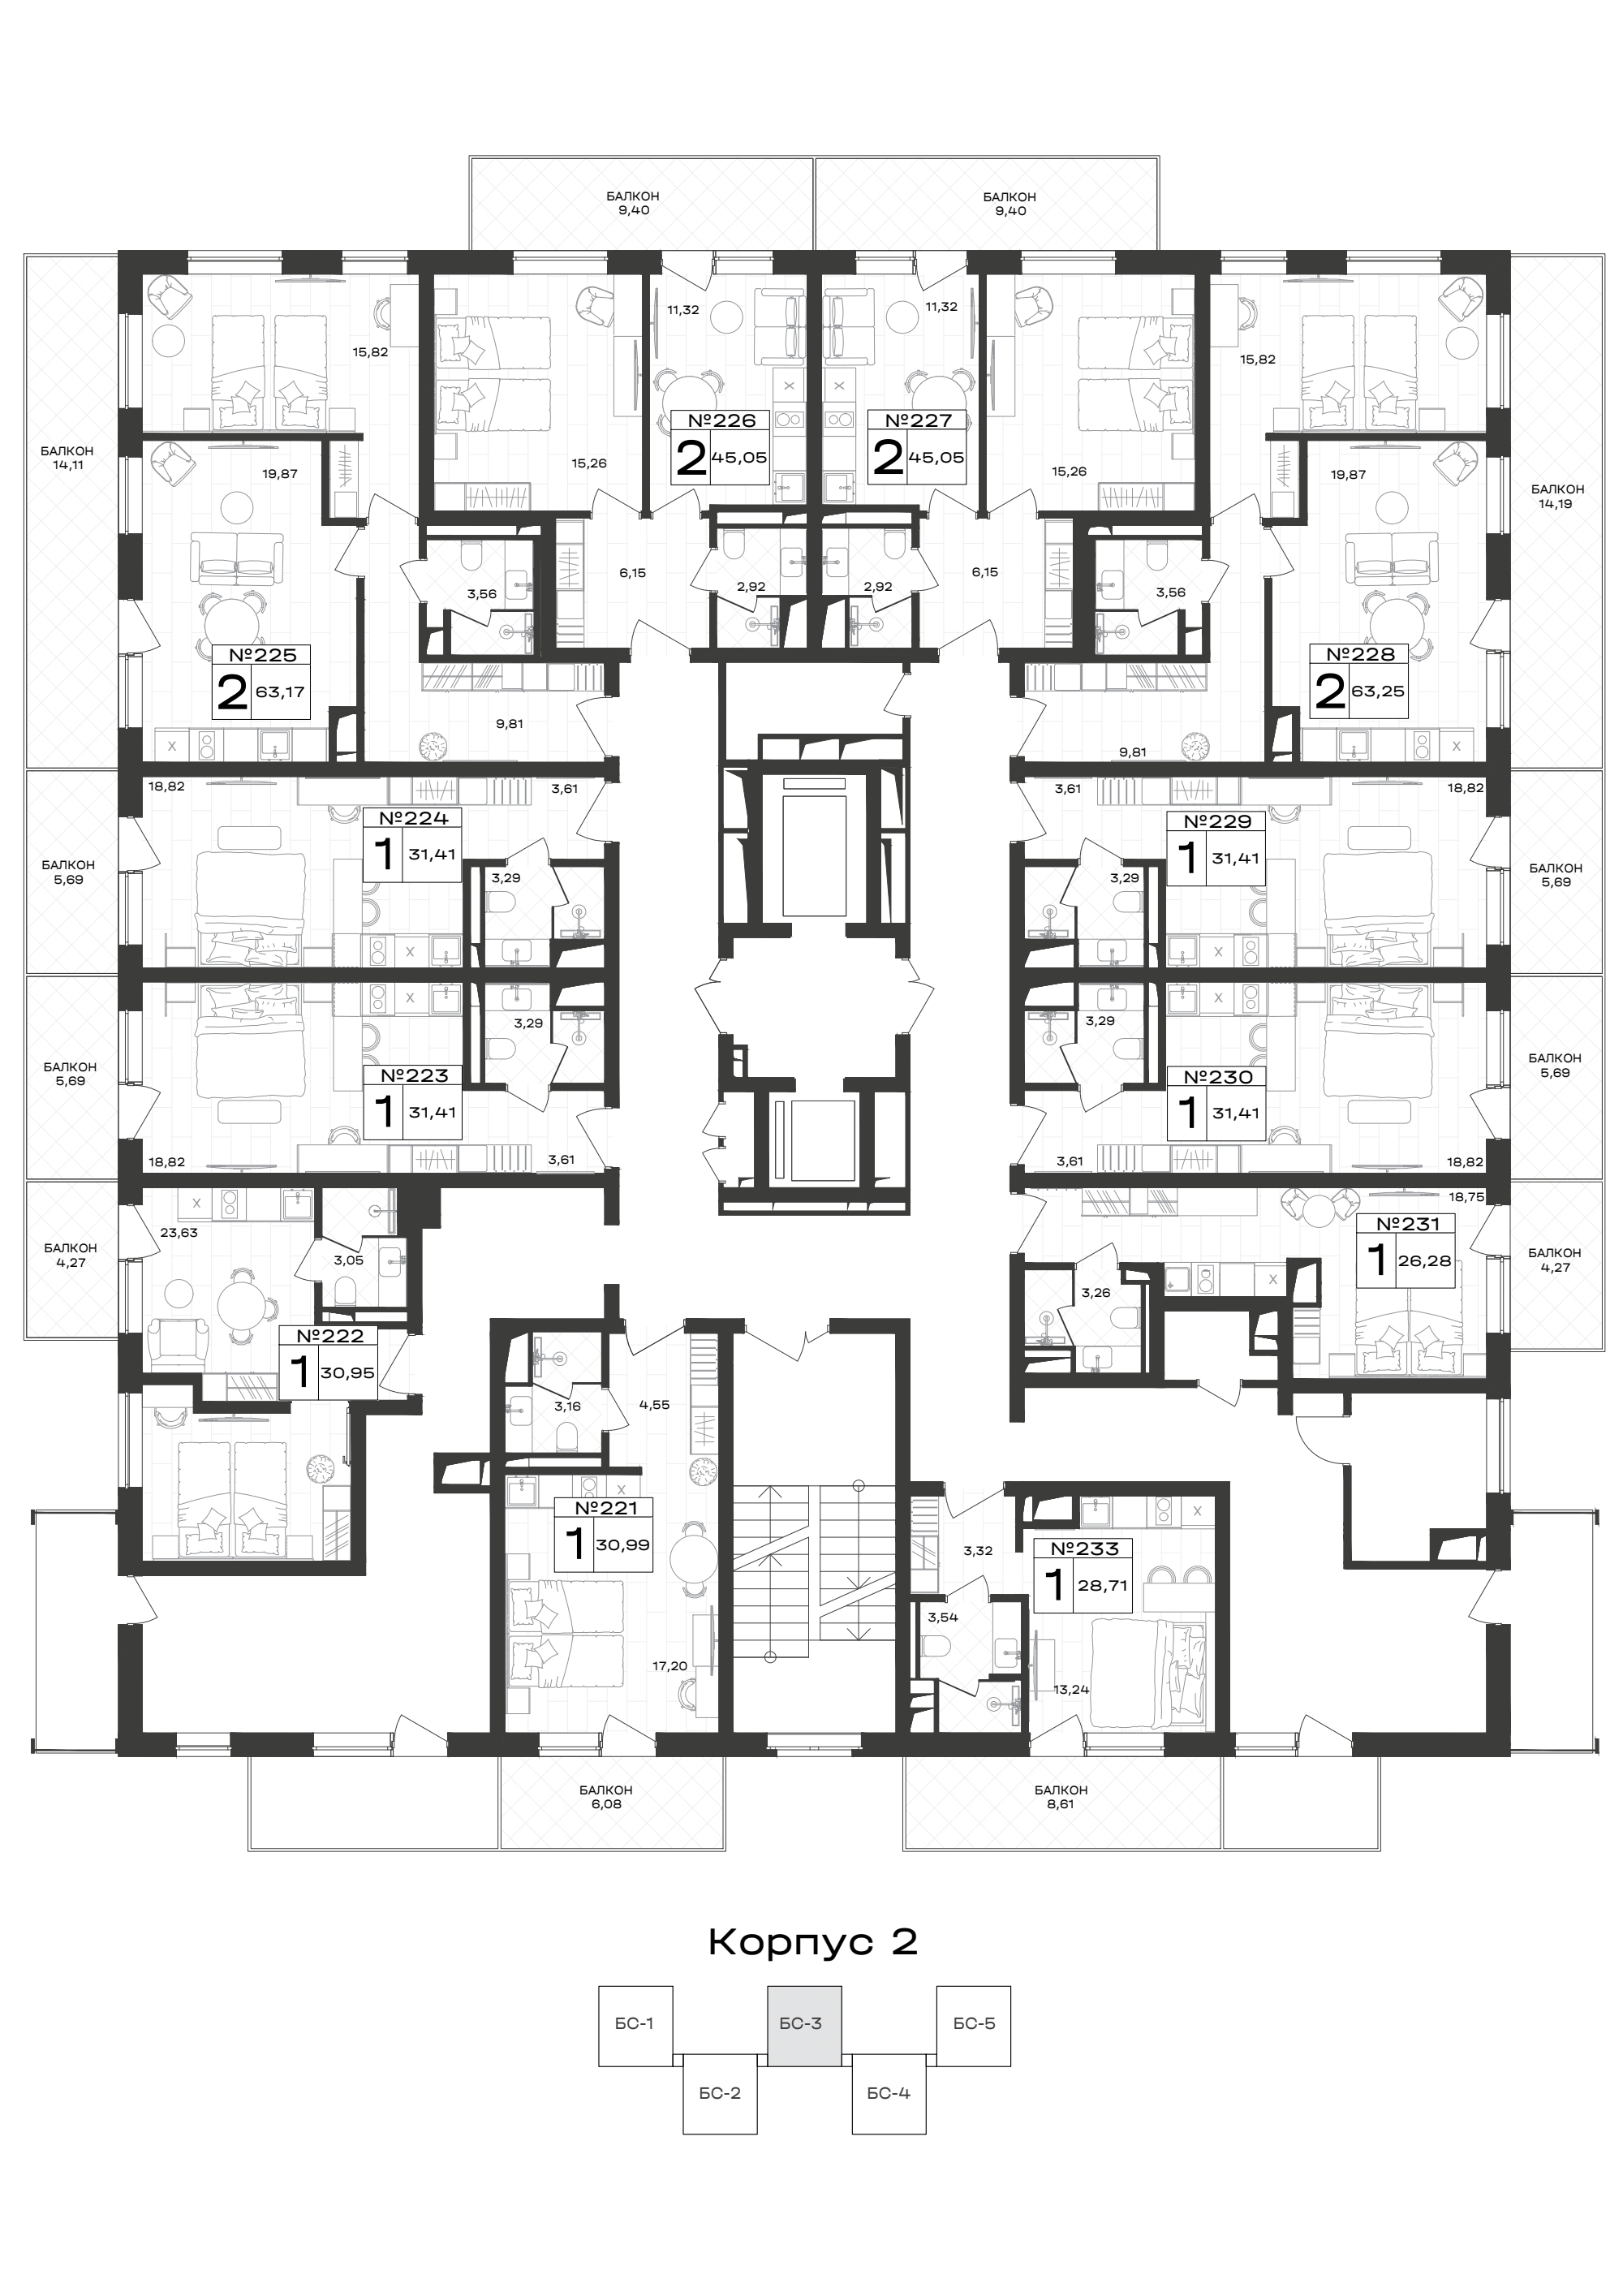 БАЛКОН
9,40
БАЛКОН
9,40
15,82
11,32
11,32
15,82
№226
2 45,05
№227
2 45,05
БАЛКОН
14,11
19,87
15,26
15,26
19,87
БАЛКОН
14,19
3,56
6,15
2,92
2,92
6,15
3,56
№225
2 63,17
№228
2 63,25
9,81
9,81
X
X
X
X
18,82
3,61
3,61
18,82
№224
1 31,41
№229
1 31,41
БАЛКОН
5,69
3,29
3,29
БАЛКОН
5,69
X
X
X
X
3,29
3,29
БАЛКОН
5,69
№223
1 31,41
№230
1 31,41
БАЛКОН
5,69
18,82
3,61
3,61
18,82
X
18,75
23,63
№231
1 26,28
БАЛКОН
4,27
3,05
БАЛКОН
4,27
X
3,26
№222
1 30,95
3,16
4,55
X
X
№221
1 30,99
3,32
№233
1 28,71
3,54
17,20
13,24
БАЛКОН
6,08
БАЛКОН
8,61
Корпус 2
БС-1
БС-3
БС-5
БС-2
БС-4